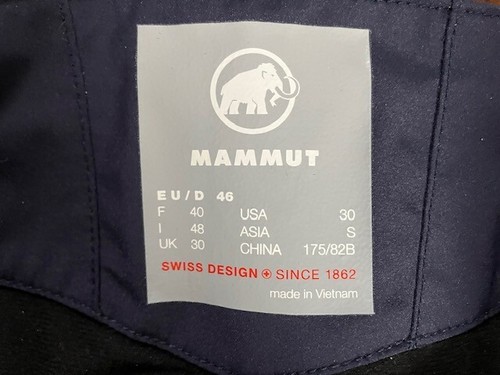 MAMMUT
EU/D 46
F 40 USA 30
I 48 ASIA S
UK 30 CHINA 175/82B
SWISS DESIGN SINCE 1862
made in Vietnam